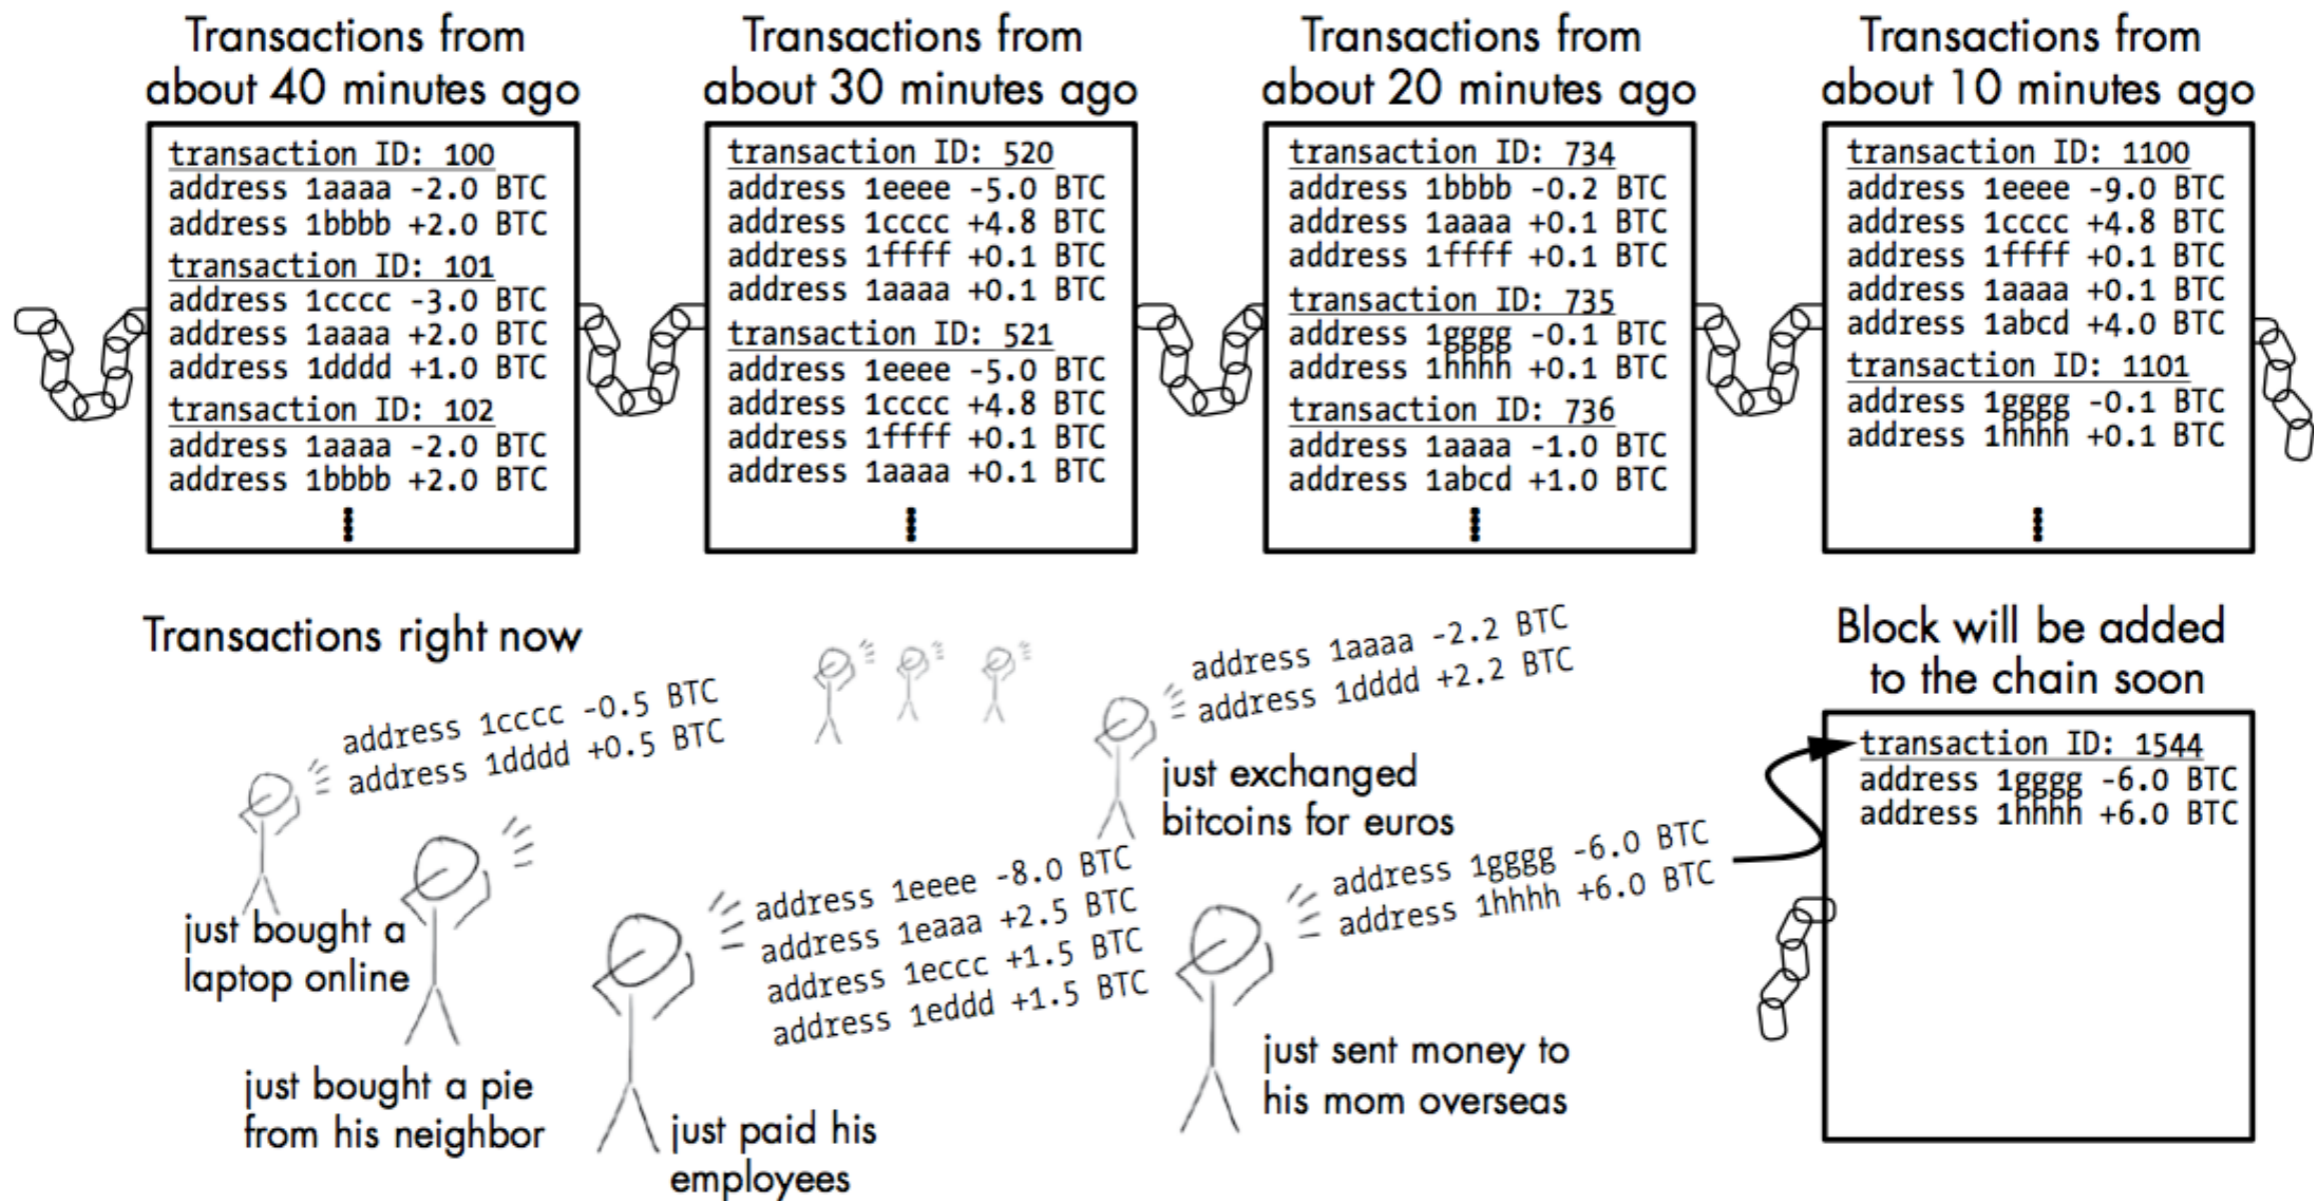 Transactions from
about 40 minutes ago
transaction ID: 100
address 1aaaa -2.0 BTC
address 1bbbb +2.0 BTC
transaction ID: 101
address 1cccc -3.0 BTC
address 1aaaa +2.0 BTC
address 1dddd +1.0 BTC
transaction ID: 102
address 1aaaa -2.0 BTC
address 1bbbb +2.0 BTC
Transactions from
about 30 minutes ago
transaction ID: 520
address 1eeee -5.0 BTC
address 1cccc +4.8 BTC
address 1ffff +0.1 BTC
address 1aaaa +0.1 BTC
transaction ID: 521
address 1eeee -5.0 BTC
address 1cccc +4.8 BTC
address 1ffff +0.1 BTC
address 1aaaa +0.1 BTC
Transactions from
about 20 minutes ago
transaction ID: 734
address 1bbbb -0.2 BTC
address 1aaaa +0.1 BTC
address 1ffff +0.1 BTC
transaction ID: 735
address 1gggg -0.1 BTC
address 1hhhh +0.1 BTC
transaction ID: 736
address 1aaaa -1.0 BTC
address 1abcd +1.0 BTC
Transactions from
about 10 minutes ago
transaction ID: 1100
address 1eeee -9.0 BTC
address 1cccc +4.8 BTC
address 1ffff +0.1 BTC
address 1aaaa +0.1 BTC
address 1abcd +4.0 BTC
transaction ID: 1101
address 1gggg -0.1 BTC
address 1hhhh +0.1 BTC
Transactions right now
address 1cccc -0.5 BTC
address 1dddd +0.5 BTC
just bought a
laptop online
just bought a pie
from his neighbor
address 1eeee -8.0 BTC
address 1eaaa +2.5 BTC
address 1eccc +1.5 BTC
address 1eddd +1.5 BTC
just paid his
employees
address 1aaaa -2.2 BTC
address 1dddd +2.2 BTC
just exchanged
bitcoins for euros
address 1gggg -6.0 BTC
address 1hhhh +6.0 BTC
just sent money to
his mom overseas
Block will be added
to the chain soon
transaction ID: 1544
address 1gggg -6.0 BTC
address 1hhhh +6.0 BTC